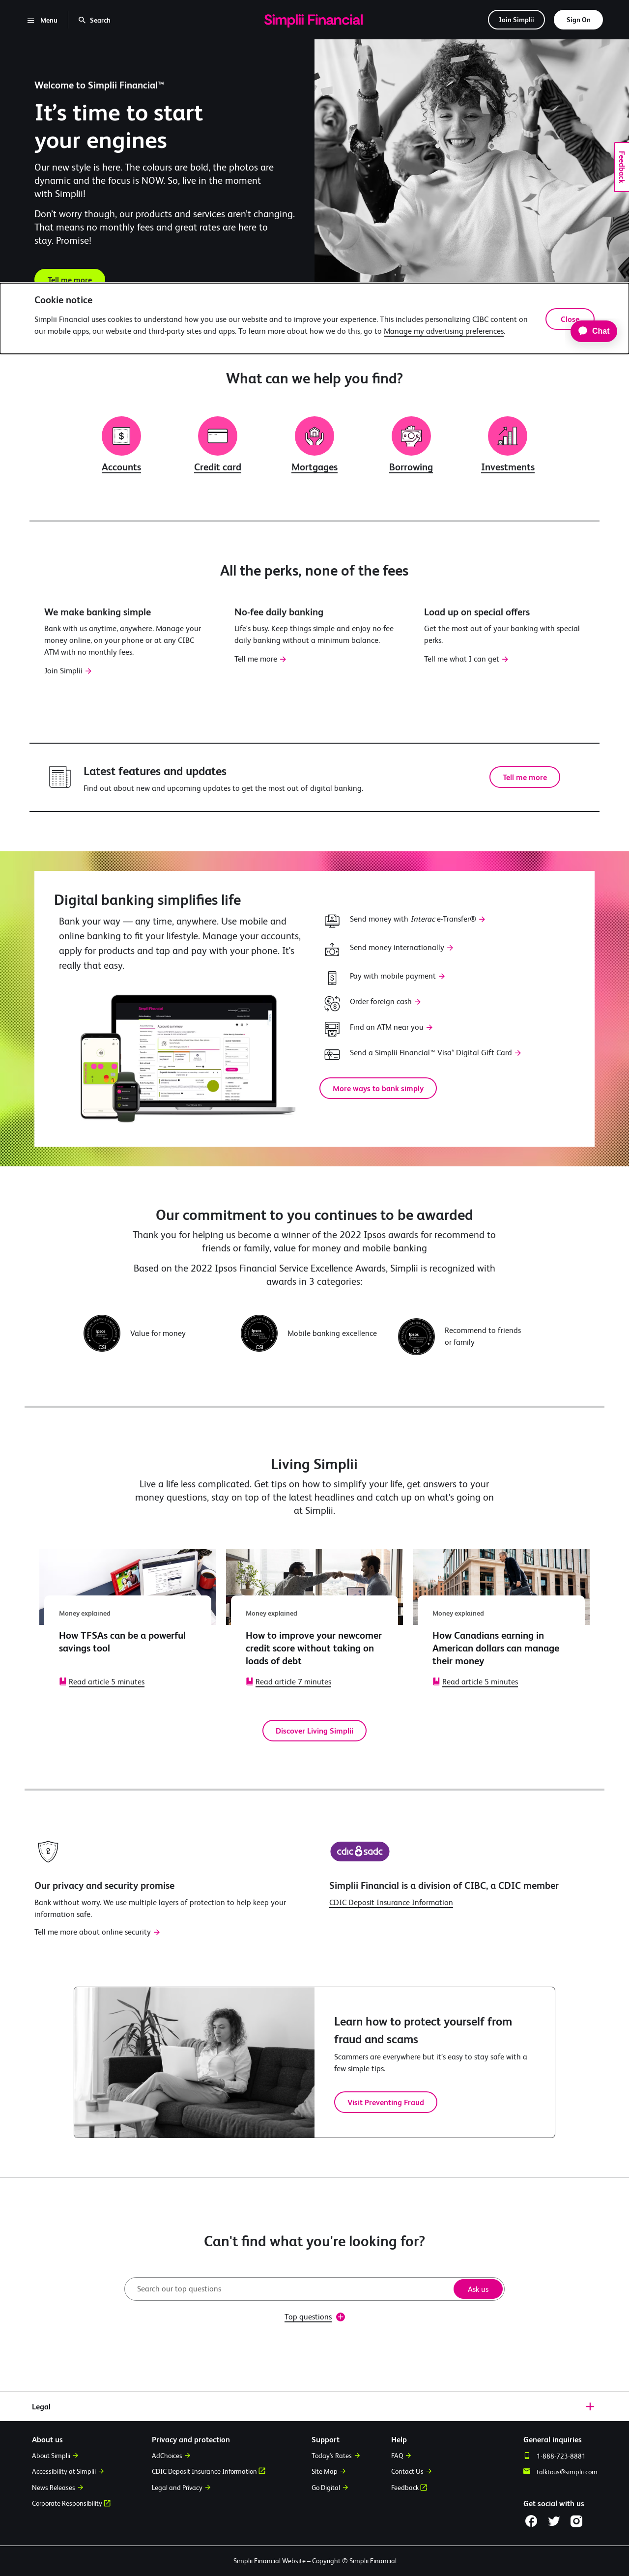 Menu
Search
Simplii Financial
Join Simplii
Sign On
Welcome to Simplii Financial™
It's time to start
your engines
Our new style is here. The colours are bold, the photos are
dynamic and the focus is NOW. So, live in the moment
with Simplii!
Don't worry though, our products and services aren't changing.
That means no monthly fees and great rates are here to
stay. Promise!
Tell me more
Feedback
Cookie notice
Simplii Financial uses cookies to understand how you use our website and to improve your experience. This includes personalizing CIBC content on
our mobile apps, our website and third-party sites and apps. To learn more about how we do this, go to Manage my advertising preferences.
Close
Chat
What can we help you find?
Accounts
Credit card
Mortgages
Borrowing
Investments
All the perks, none of the fees
We make banking simple
Bank with us anytime, anywhere. Manage your
money online, on your phone or at any CIBC
ATM with no monthly fees.
Join Simplii
No-fee daily banking
Life's busy. Keep things simple and enjoy no-fee
daily banking without a minimum balance.
Tell me more
Load up on special offers
Get the most out of your banking with special
perks.
Tell me what I can get
Latest features and updates
Find out about new and upcoming updates to get the most out of digital banking.
Tell me more
Digital banking simplifies life
Bank your way — any time, anywhere. Use mobile and
online banking to fit your lifestyle. Manage your accounts,
apply for products and tap and pay with your phone. It's
really that easy.
Send money with Interac e-Transfer®
Send money internationally
Pay with mobile payment
Order foreign cash
Find an ATM near you
Send a Simplii Financial™ Visa* Digital Gift Card
More ways to bank simply
Our commitment to you continues to be awarded
Thank you for helping us become a winner of the 2022 Ipsos awards for recommend to
friends or family, value for money and mobile banking
Based on the 2022 Ipsos Financial Service Excellence Awards, Simplii is recognized with
awards in 3 categories:
Ipsos
CSI
Value for money
Ipsos
CSI
Mobile banking excellence
Ipsos
CSI
Recommend to friends
or family
Living Simplii
Live a life less complicated. Get tips on how to simplify your life, get answers to your
money questions, stay on top of the latest headlines and catch up on what's going on
at Simplii.
Money explained
How TFSAs can be a powerful
savings tool
Read article 5 minutes
Money explained
How to improve your newcomer
credit score without taking on
loads of debt
Read article 7 minutes
Money explained
How Canadians earning in
American dollars can manage
their money
Read article 5 minutes
Discover Living Simplii
Our privacy and security promise
Bank without worry. We use multiple layers of protection to help keep your
information safe.
Tell me more about online security
cdic sadc
Simplii Financial is a division of CIBC, a CDIC member
CDIC Deposit Insurance Information
Learn how to protect yourself from
fraud and scams
Scammers are everywhere but it's easy to stay safe with a
few simple tips.
Visit Preventing Fraud
Can't find what you're looking for?
Search our top questions
Ask us
Top questions
Legal
About us
About Simplii
Accessibility at Simplii
News Releases
Corporate Responsibility
Privacy and protection
AdChoices
CDIC Deposit Insurance Information
Legal and Privacy
Support
Today's Rates
Site Map
Go Digital
Help
FAQ
Contact Us
Feedback
General inquiries
1-888-723-8881
talktous@simplii.com
Get social with us
Simplii Financial Website – Copyright © Simplii Financial.